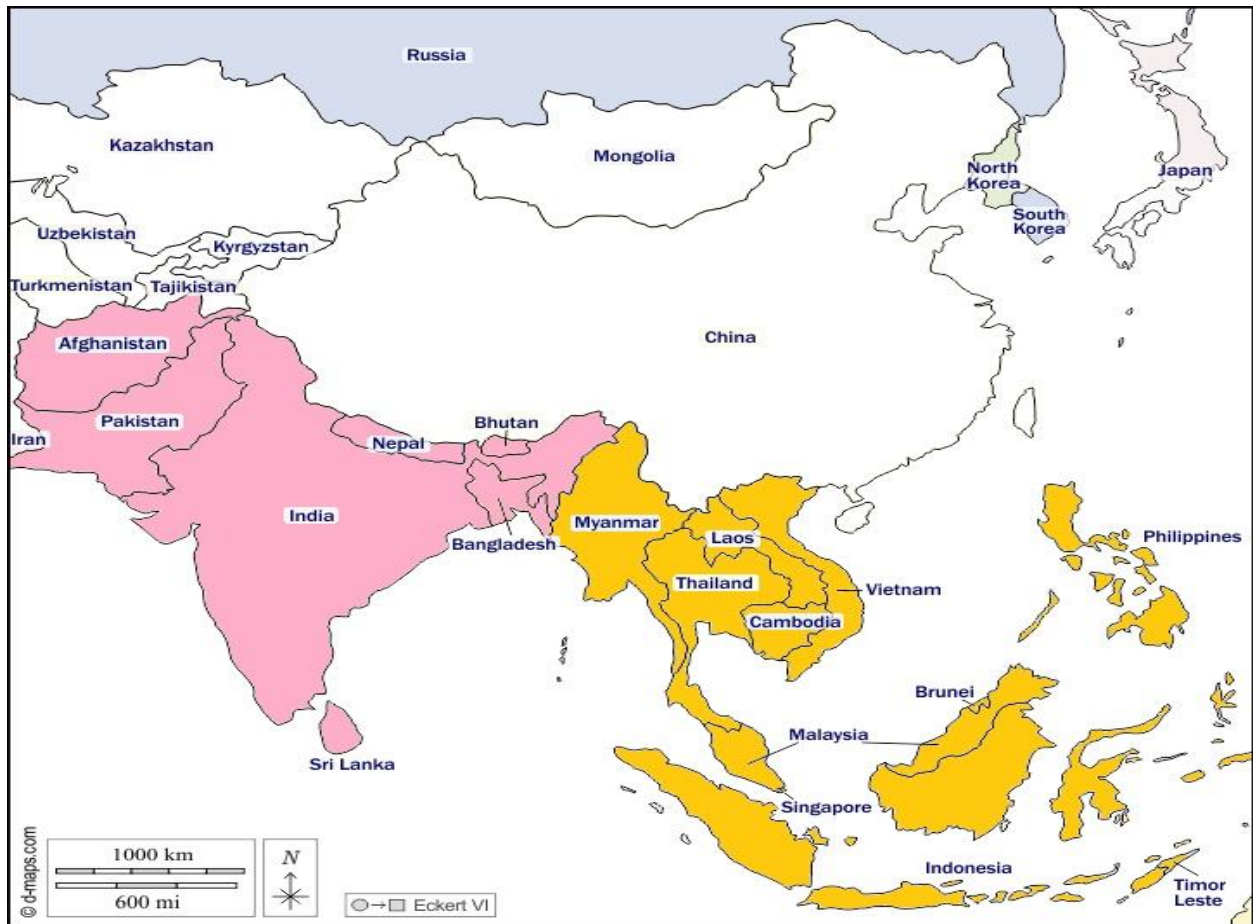 Russia
Kazakhstan
Mongolia
North
Korea
Japan
South
Korea
Uzbekistan
Kyrgyzstan
Turkmenistan
Tajikistan
Afghanistan
China
Pakistan
Iran
Nepal
Bhutan
India
Bangladesh
Myanmar
Laos
Philippines
Thailand
Vietnam
Cambodia
Brunei
Malaysia
Sri Lanka
Singapore
Indonesia
Timor
Leste
© d-maps.com
1000 km
600 mi
N
Eckert VI